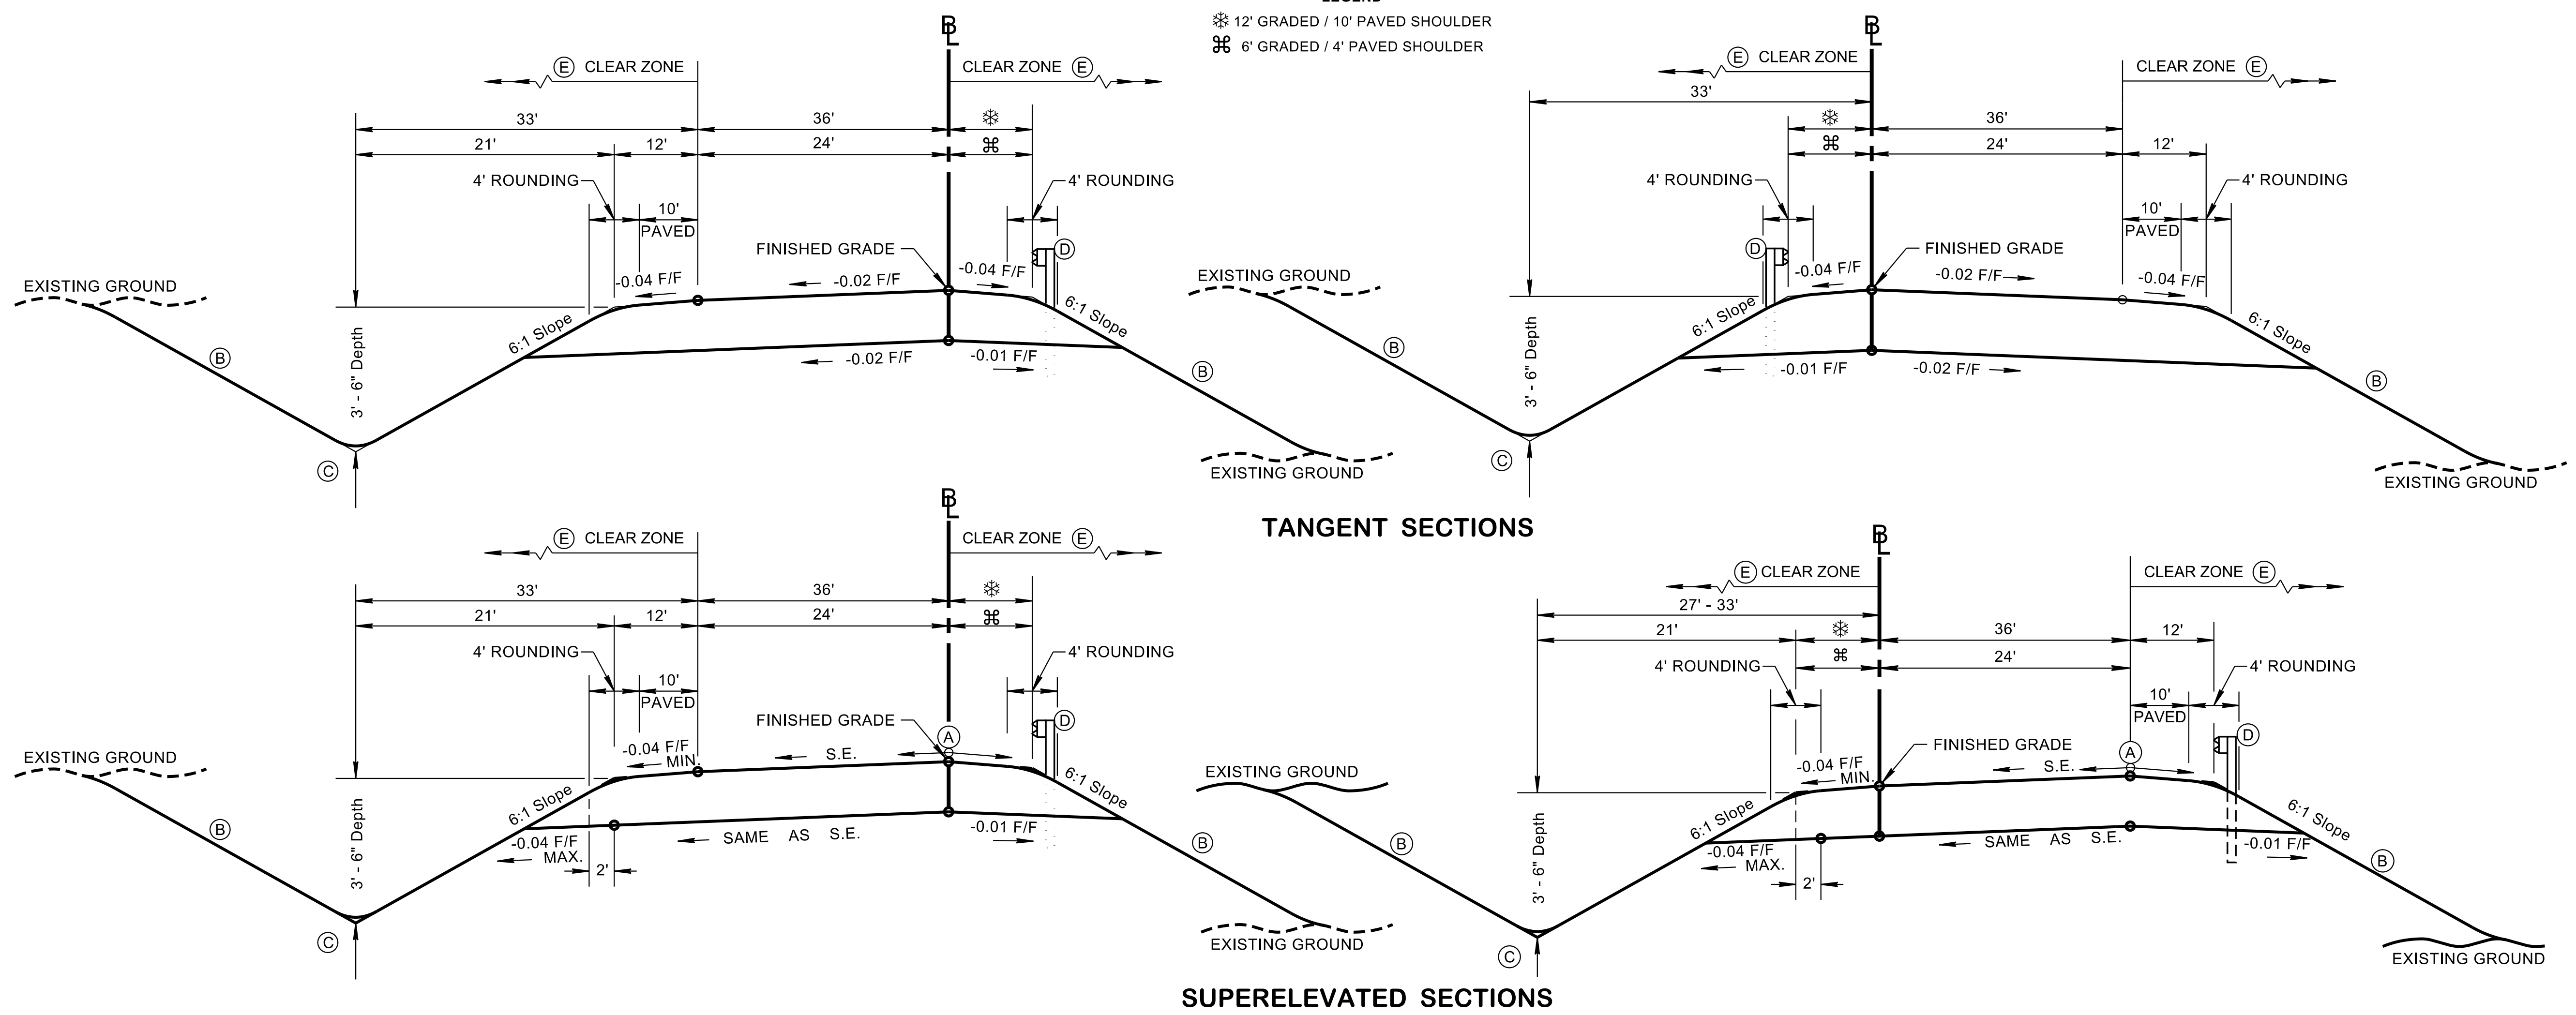 LEGEND
12' GRADED / 10' PAVED SHOULDER
⌘ 6' GRADED / 4' PAVED SHOULDER
BL
E CLEAR ZONE
CLEAR ZONE E
33'
36'
21'
12'
24'
⌘
4' ROUNDING
4' ROUNDING
10'
PAVED
FINISHED GRADE
D
-0.04 F/F
-0.02 F/F
-0.04 F/F
EXISTING GROUND
6:1 Slope
6:1 Slope
B
3' - 6" Depth
-0.02 F/F
-0.01 F/F
B
C
EXISTING GROUND
BL
E CLEAR ZONE
CLEAR ZONE E
33'
36'
⌘
24'
12'
4' ROUNDING
4' ROUNDING
10'
PAVED
D
FINISHED GRADE
-0.04 F/F
-0.02 F/F
-0.04 F/F
EXISTING GROUND
6:1 Slope
6:1 Slope
B
3' - 6" Depth
-0.01 F/F
-0.02 F/F
B
C
EXISTING GROUND
TANGENT SECTIONS
BL
E CLEAR ZONE
CLEAR ZONE E
33'
36'
21'
12'
24'
⌘
4' ROUNDING
4' ROUNDING
10'
PAVED
FINISHED GRADE
D
A
-0.04 F/F
MIN.
S.E.
EXISTING GROUND
6:1 Slope
6:1 Slope
B
3' - 6" Depth
-0.04 F/F
MAX.
SAME AS S.E.
-0.01 F/F
2'
B
C
EXISTING GROUND
BL
E CLEAR ZONE
CLEAR ZONE E
27' - 33'
21'
36'
12'
⌘
24'
4' ROUNDING
4' ROUNDING
10'
PAVED
D
FINISHED GRADE
A
-0.04 F/F
MIN.
S.E.
EXISTING GROUND
6:1 Slope
6:1 Slope
B
3' - 6" Depth
-0.04 F/F
MAX.
SAME AS S.E.
-0.01 F/F
2'
B
C
EXISTING GROUND
SUPERELEVATED SECTIONS